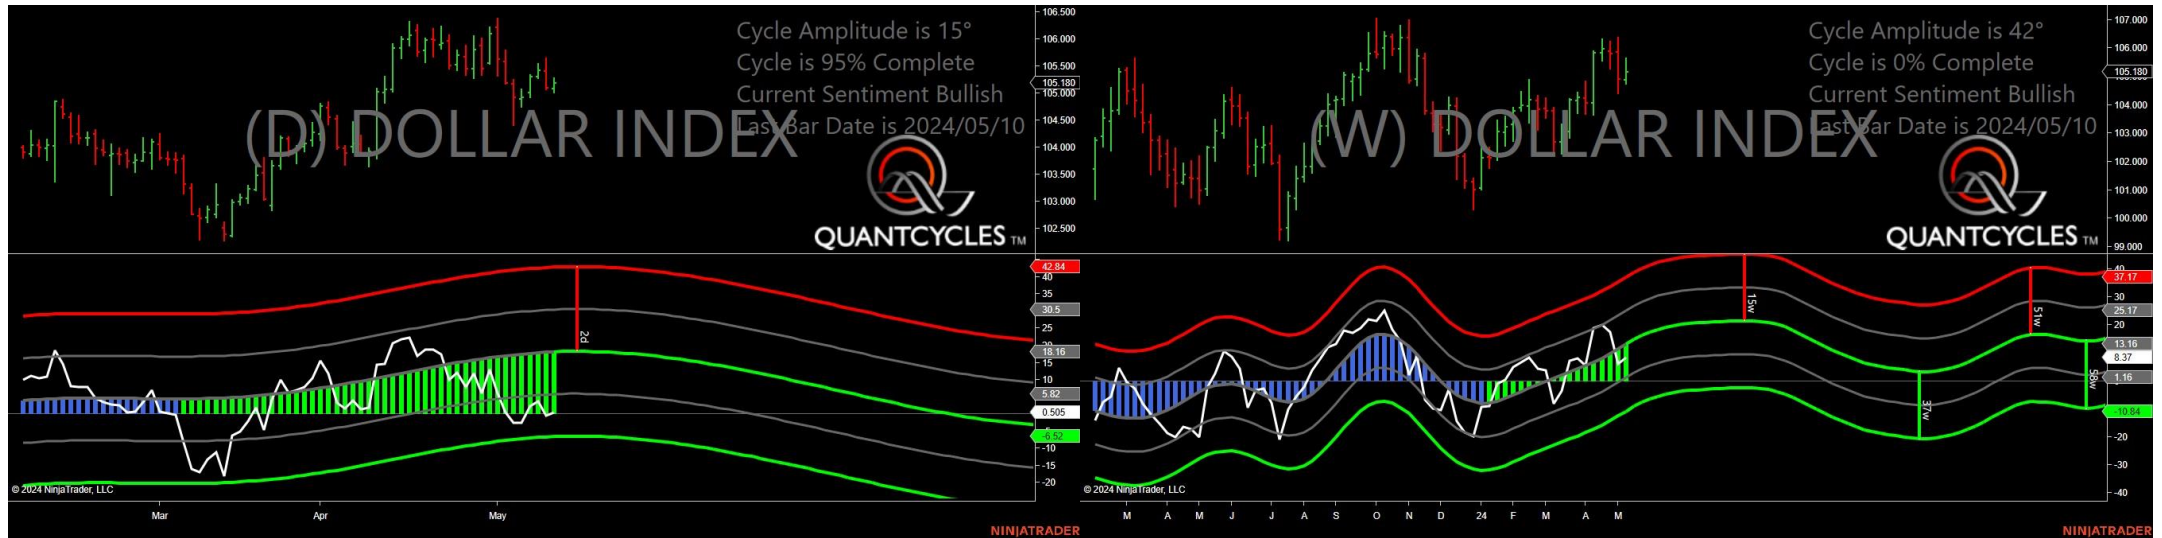 Cycle Amplitude is 15°
Cycle is 95% Complete
Current Sentiment Bullish
Last Bar Date is 2024/05/10
(D) DOLLAR INDEX
QUANTCYCLES TM
106.500
106.000
105.500
105.180
105.000
104.500
104.000
103.500
103.000
102.500
42.84
40
35
30.5
25
18.16
15
10
5.82
0.505
-6.52
-10
-15
-20
2d
© 2024 NinjaTrader, LLC
Mar Apr May
NINJATRADER
Cycle Amplitude is 42°
Cycle is 0% Complete
Current Sentiment Bullish
Last Bar Date is 2024/05/10
(W) DOLLAR INDEX
QUANTCYCLES TM
107.000
106.000
105.180
104.000
103.000
102.000
101.000
100.000
99.000
40
37.17
30
25.17
20
13.16
8.37
1.16
-10.84
-20
-30
-40
15w
51w
37w
58w
© 2024 NinjaTrader, LLC
M A M J J A S O N D 24 F M A M
NINJATRADER